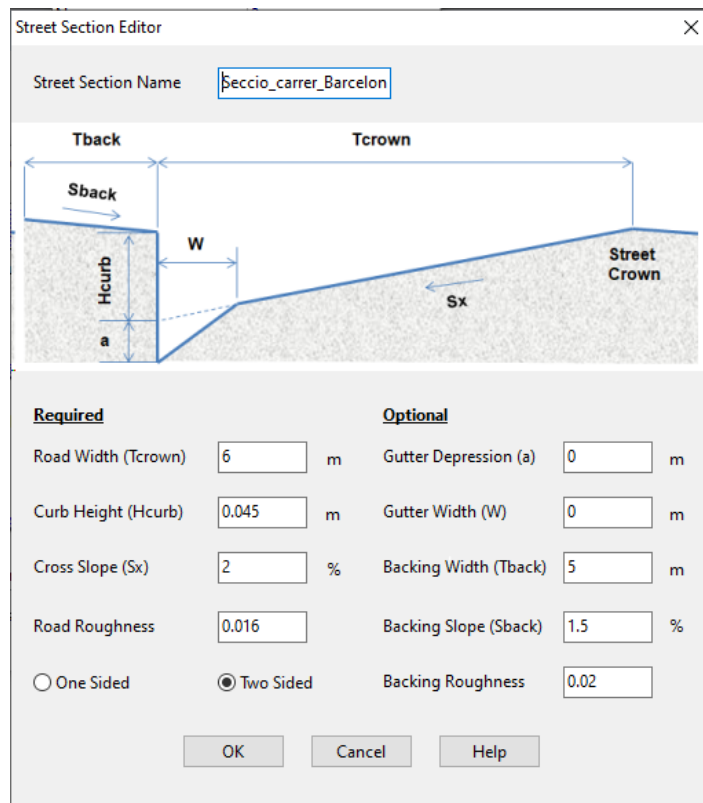 Street Section Editor
Street Section Name Seccio_carrer_Barcelon
Tback Tcrown
Sback
W
Hcurb
Street
Crown
Sx
a
Required Optional
Road Width (Tcrown) 6 m Gutter Depression (a) 0 m
Curb Height (Hcurb) 0.045 m Gutter Width (W) 0 m
Cross Slope (Sx) 2 % Backing Width (Tback) 5 m
Road Roughness 0.016 Backing Slope (Sback) 1.5 %
One Sided Two Sided Backing Roughness 0.02
OK Cancel Help